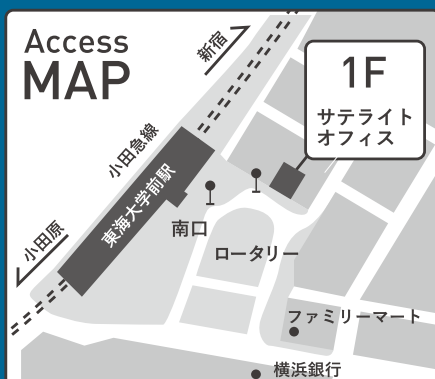 Access
MAP
新宿
1F
サテライト
オフィス
小田急線
東海大学前駅
小田原
南口
ロータリー
ファミリーマート
横浜銀行